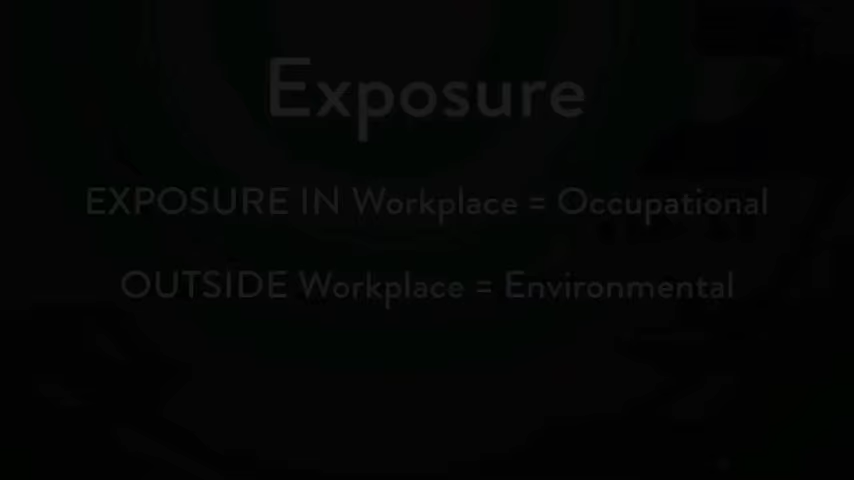 Exposure
EXPOSURE IN Workplace = Occupational
OUTSIDE Workplace = Environmental